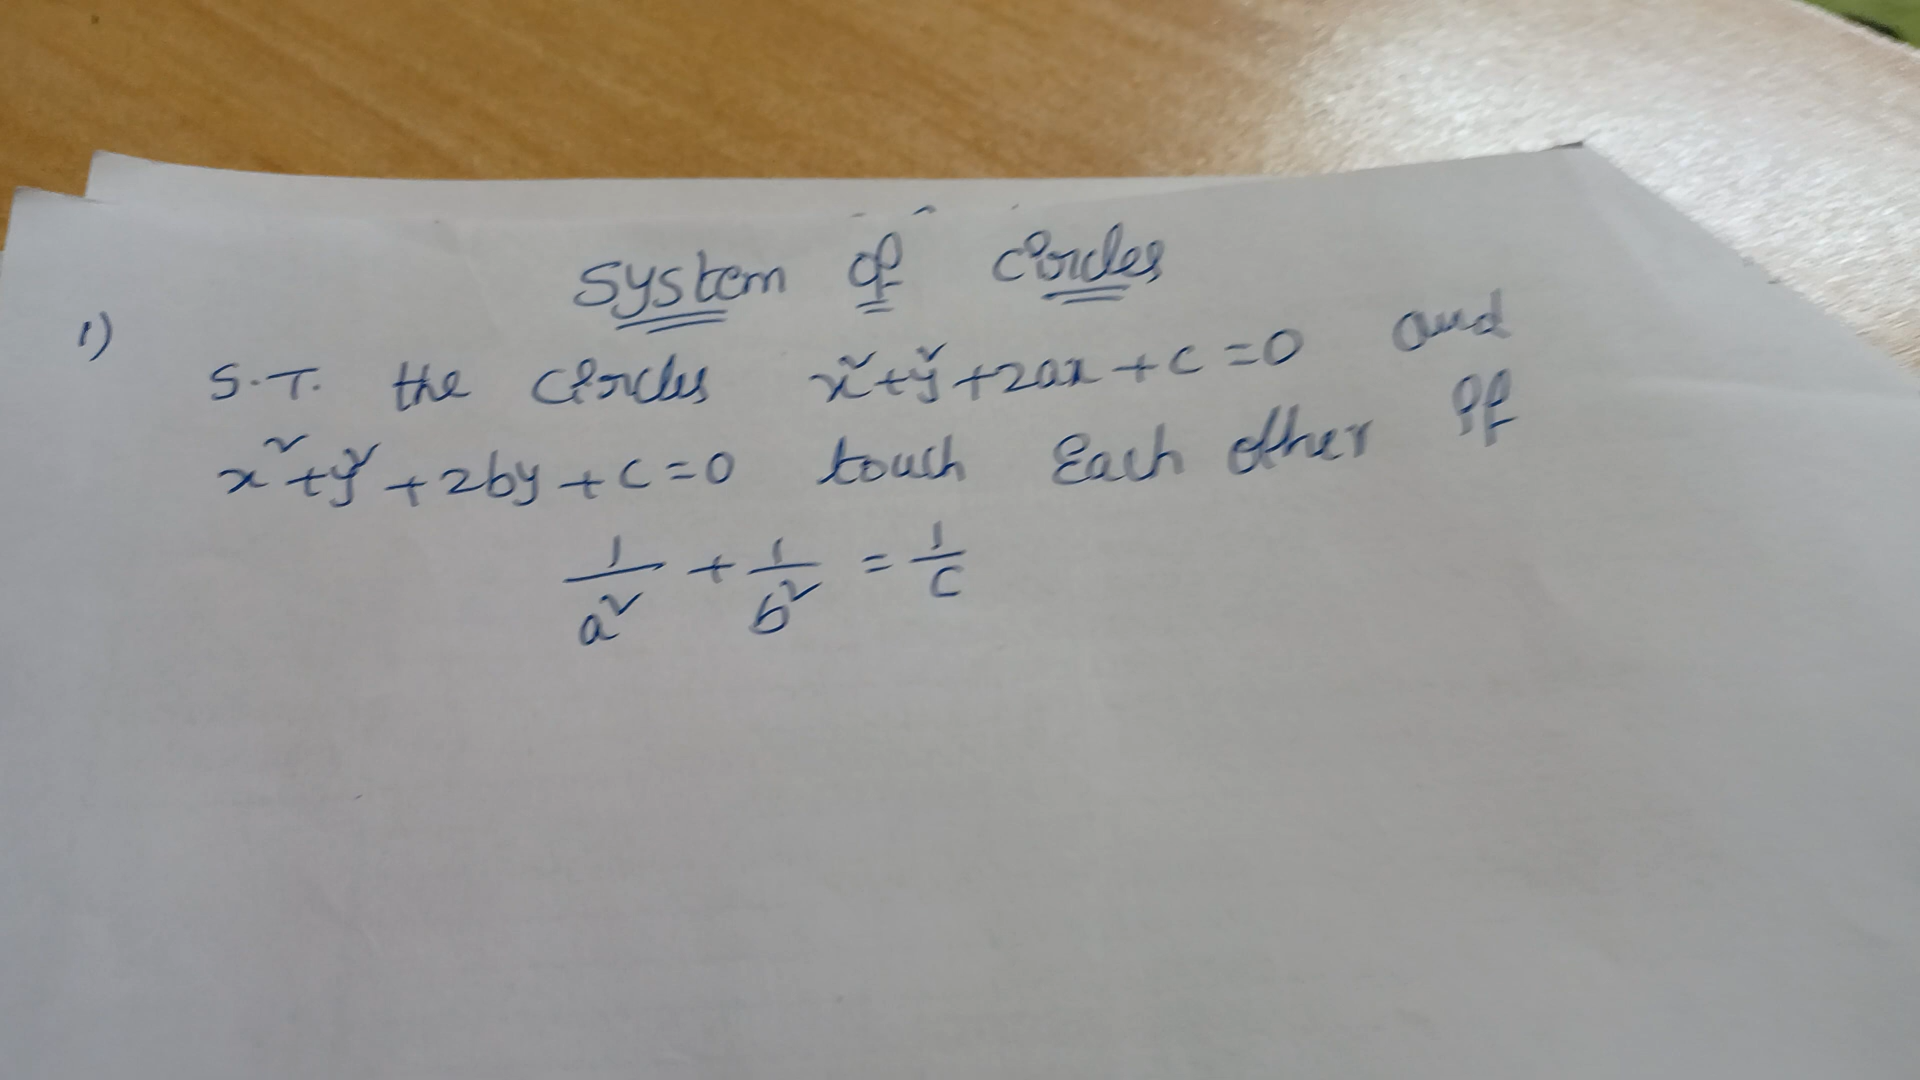 System of circles
1)
S.T. the circles x²+y²+2ax+c=0 and
x²+y²+2by+c=0 touch Each other if
1/a² + 1/b² = 1/c